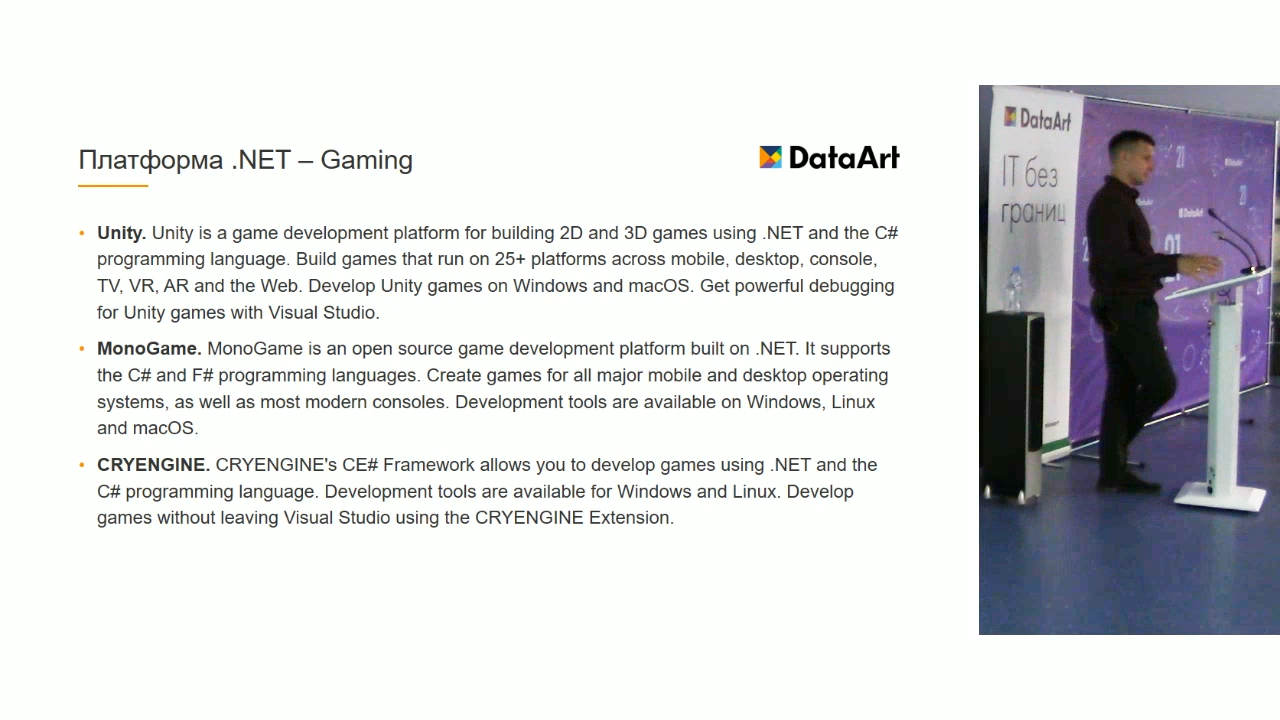 Платформа .NET – Gaming
DataArt
• Unity. Unity is a game development platform for building 2D and 3D games using .NET and the C#
programming language. Build games that run on 25+ platforms across mobile, desktop, console,
TV, VR, AR and the Web. Develop Unity games on Windows and macOS. Get powerful debugging
for Unity games with Visual Studio.
• MonoGame. MonoGame is an open source game development platform built on .NET. It supports
the C# and F# programming languages. Create games for all major mobile and desktop operating
systems, as well as most modern consoles. Development tools are available on Windows, Linux
and macOS.
• CRYENGINE. CRYENGINE's CE# Framework allows you to develop games using .NET and the
C# programming language. Development tools are available for Windows and Linux. Develop
games without leaving Visual Studio using the CRYENGINE Extension.
DataArt
IT без
границ
21
DataArt
DataArt
21
21